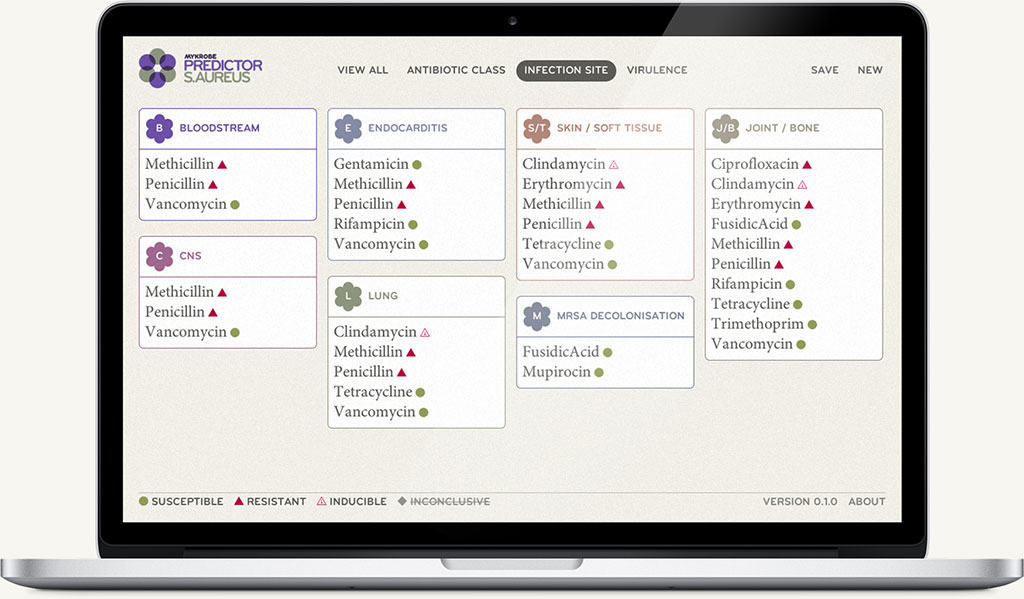 MYKROBE
PREDICTOR
S.AUREUS
VIEW ALL
ANTIBIOTIC CLASS
INFECTION SITE
VIRULENCE
SAVE
NEW
B
BLOODSTREAM
Methicillin
Penicillin
Vancomycin
C
CNS
Methicillin
Penicillin
Vancomycin
E
ENDOCARDITIS
Gentamicin
Methicillin
Penicillin
Rifampicin
Vancomycin
L
LUNG
Clindamycin
Methicillin
Penicillin
Tetracycline
Vancomycin
S/T
SKIN / SOFT TISSUE
Clindamycin
Erythromycin
Methicillin
Penicillin
Tetracycline
Vancomycin
M
MRSA DECOLONISATION
FusidicAcid
Mupirocin
J/B
JOINT / BONE
Ciprofloxacin
Clindamycin
Erythromycin
FusidicAcid
Methicillin
Penicillin
Rifampicin
Tetracycline
Trimethoprim
Vancomycin
SUSCEPTIBLE
RESISTANT
INDUCIBLE
INCONCLUSIVE
VERSION 0.1.0
ABOUT